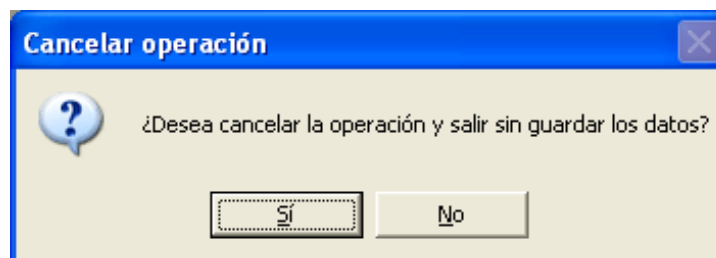 Cancelar operación
¿Desea cancelar la operación y salir sin guardar los datos?
Sí No